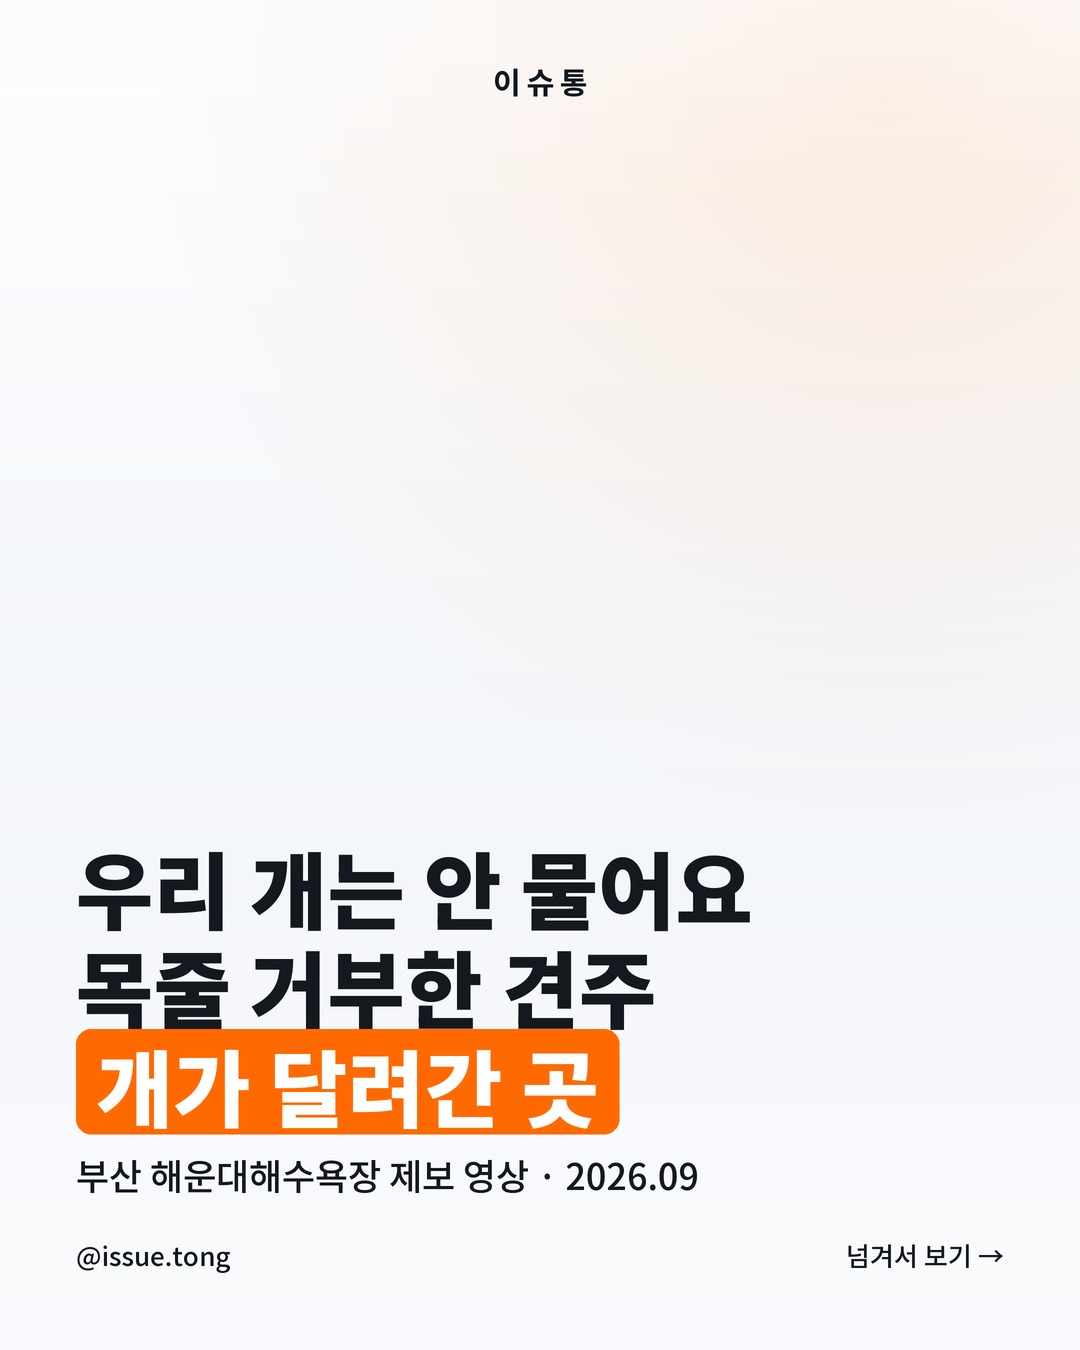 이슈통
우리 개는 안 물어요
목줄 거부한 견주
개가 달려간 곳
부산 해운대해수욕장 제보 영상 · 2026.09
@issue.tong
넘겨서 보기 →